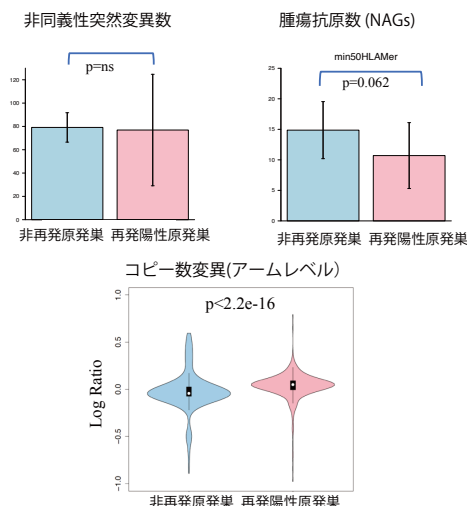 非同義性突然変異数
p=ns
120
100
80
60
40
20
0
非再発原発巣 再発陽性原発巣
腫瘍抗原数 (NAGs)
min50HLAMer
p=0.062
25
20
15
10
5
0
非再発原発巣 再発陽性原発巣
コピー数変異(アームレベル）
p<2.2e-16
Log Ratio
1.0
0.5
0.0
−0.5
−1.0
非再発原発巣 再発陽性原発巣